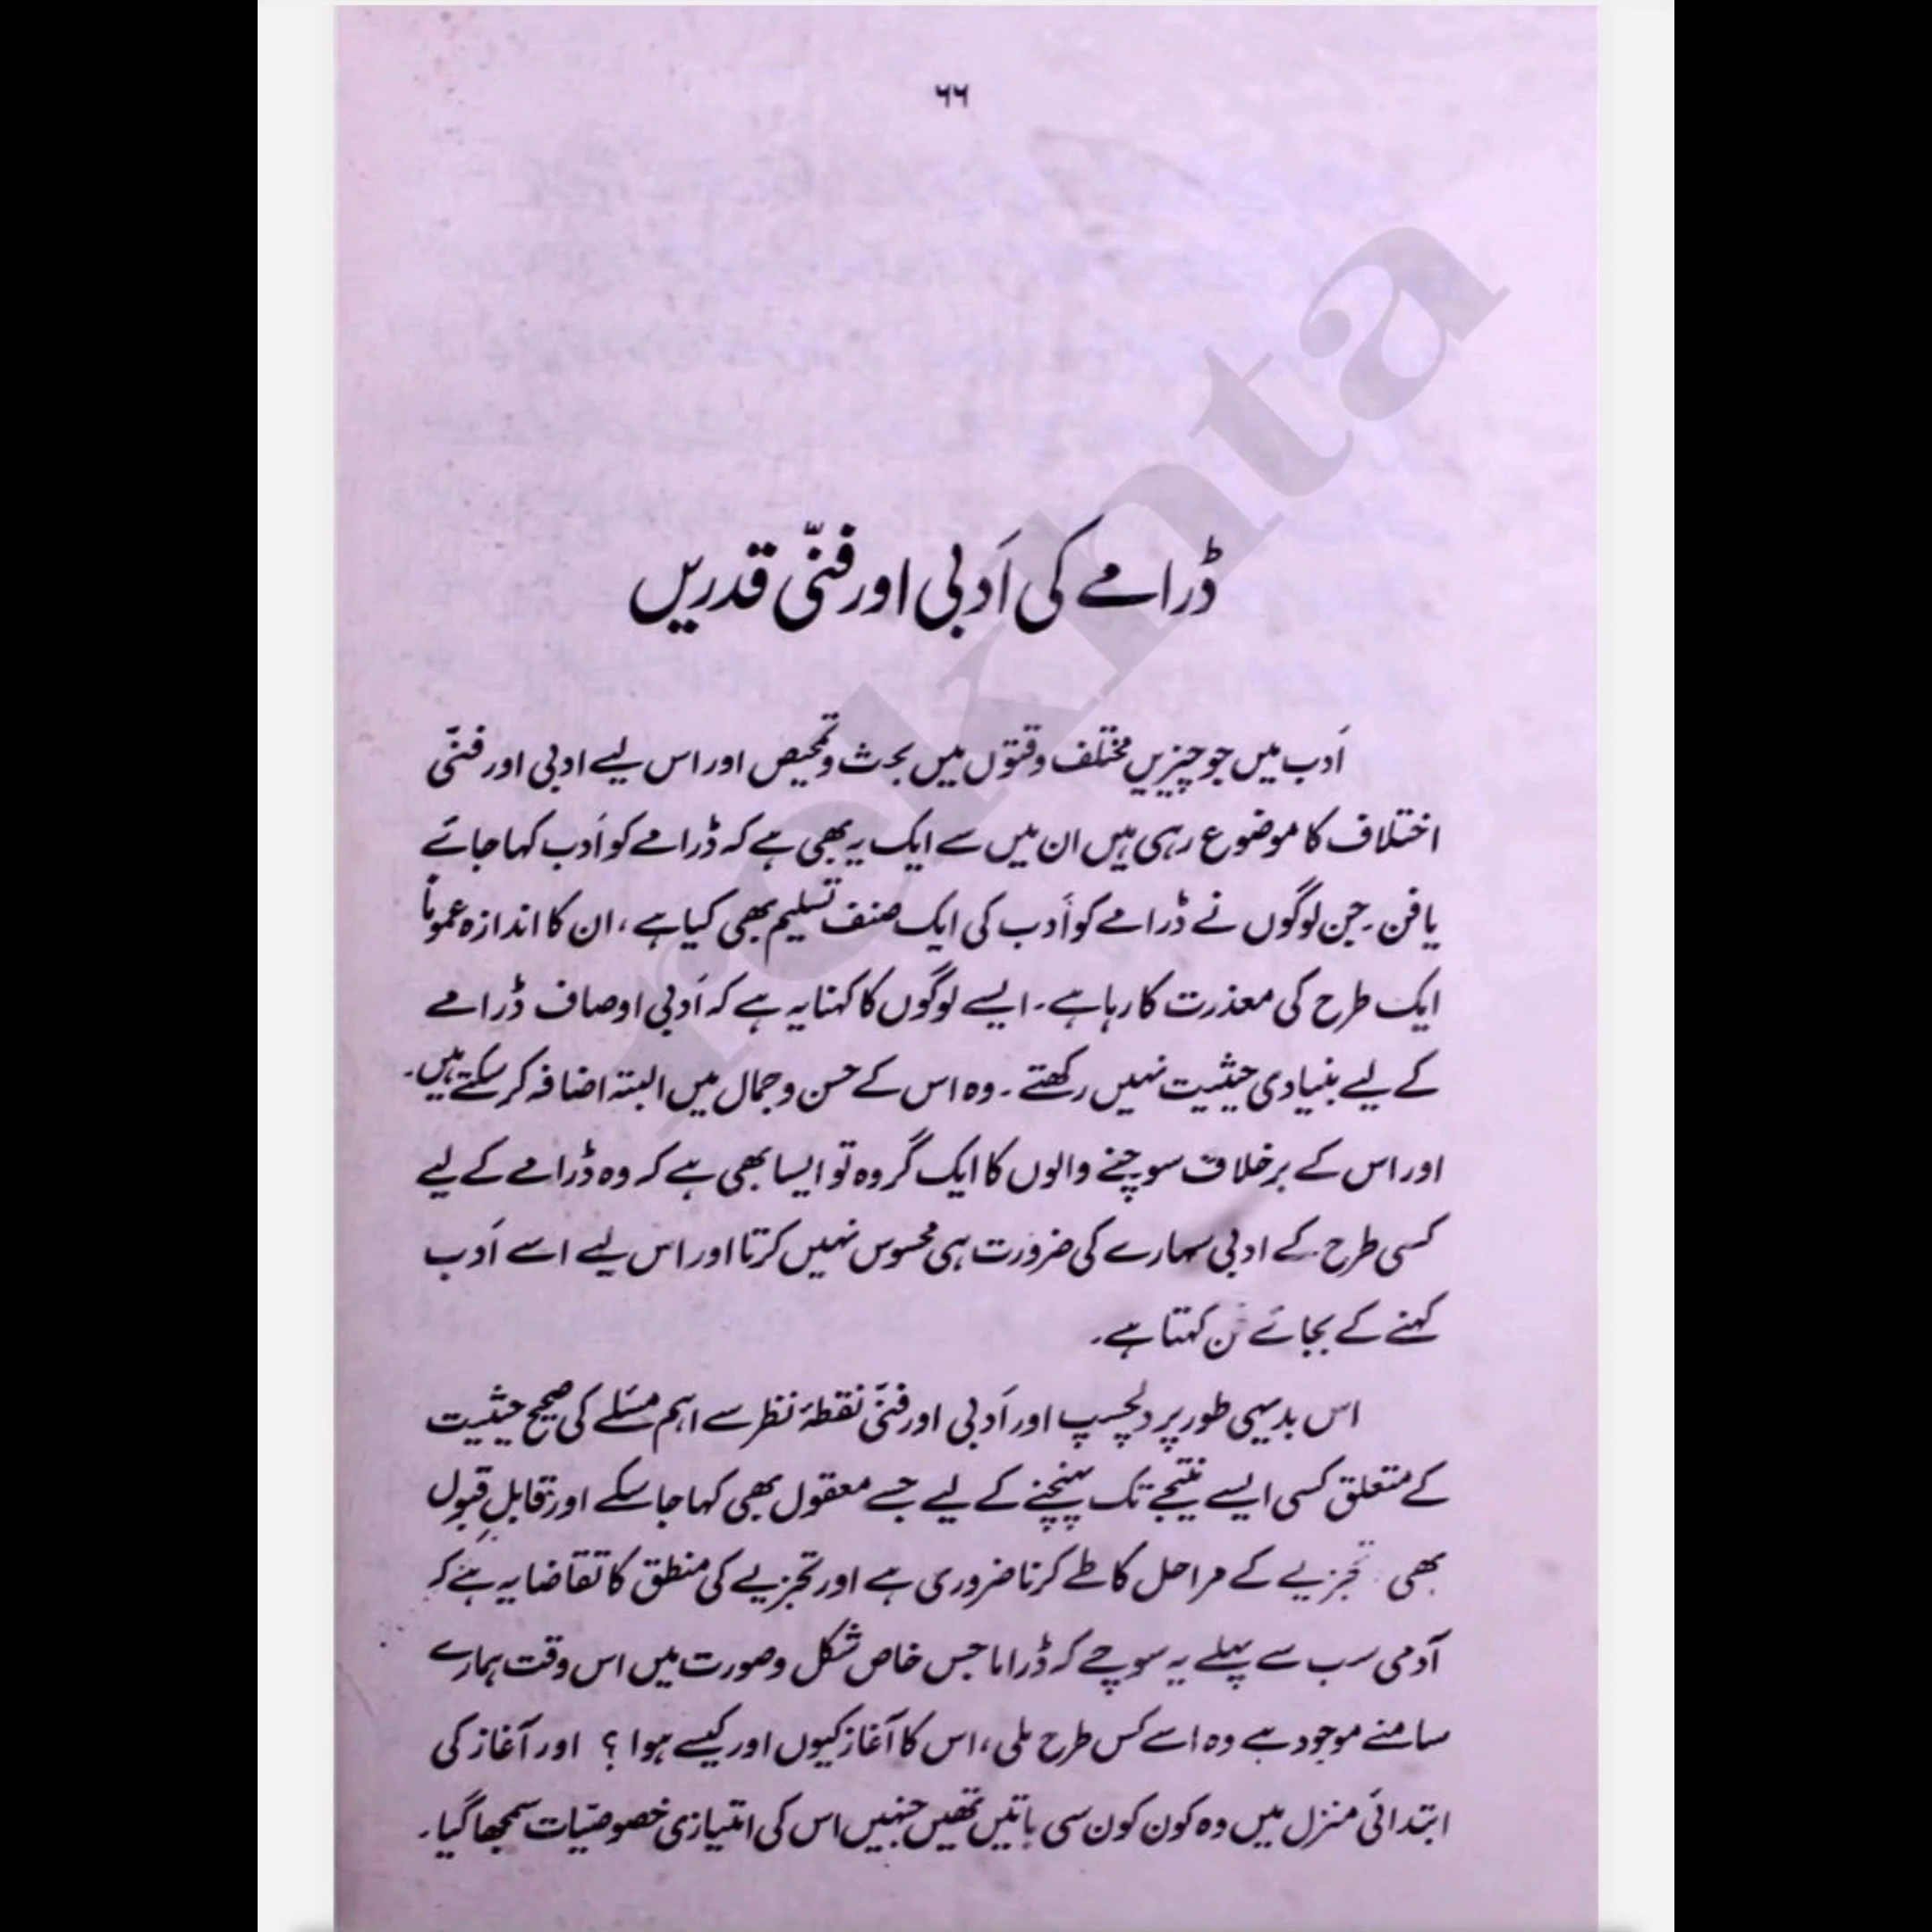 ٦٦
rekhta
ڈرامے کی اَدبی اور فنّی قدریں
اَدب میں جو چیزیں مختلف وقتوں میں بحث و تمحیص اور اس لیے ادبی اور فنّی
اختلاف کا موضوع رہی ہیں ان میں سے ایک یہ بھی ہے کہ ڈرامے کو اَدب کہا جائے
یا فن۔ جن لوگوں نے ڈرامے کو اَدب کی ایک صنف تسلیم بھی کیا ہے، ان کا اندازہ عموماً
ایک طرح کی معذرت کا رہا ہے۔ ایسے لوگوں کا کہنا یہ ہے کہ اَدبی اوصاف ڈرامے
کے لیے بنیادی حیثیت نہیں رکھتے۔ وہ اس کے حسن و جمال میں البتہ اضافہ کر سکتے ہیں۔
اور اس کے برخلاف سوچنے والوں کا ایک گروہ تو ایسا بھی ہے کہ وہ ڈرامے کے لیے
کسی طرح کے ادبی سہارے کی ضرورت ہی محسوس نہیں کرتا اور اس لیے اسے اَدب
کہنے کے بجائے فن کہتا ہے۔
اس بدیہی طور پر دلچسپ اور اَدبی اور فنّی نقطۂ نظر سے اہم مسئلے کی صحیح حیثیت
کے متعلق کسی ایسے نتیجے تک پہنچنے کے لیے جسے معقول بھی کہا جا سکے اور قابلِ قبول
بھی تجزیے کے مراحل کا طے کرنا ضروری ہے اور تجزیے کی منطق کا تقاضا یہ ہے کہ
آدمی سب سے پہلے یہ سوچے کہ ڈراما جس خاص شکل و صورت میں اس وقت ہمارے
سامنے موجود ہے وہ اسے کس طرح ملی، اس کا آغاز کیوں اور کیسے ہوا؟ اور آغاز کی
ابتدائی منزل میں وہ کون کون سی باتیں تھیں جنہیں اس کی امتیازی خصوصیّات سمجھا گیا۔